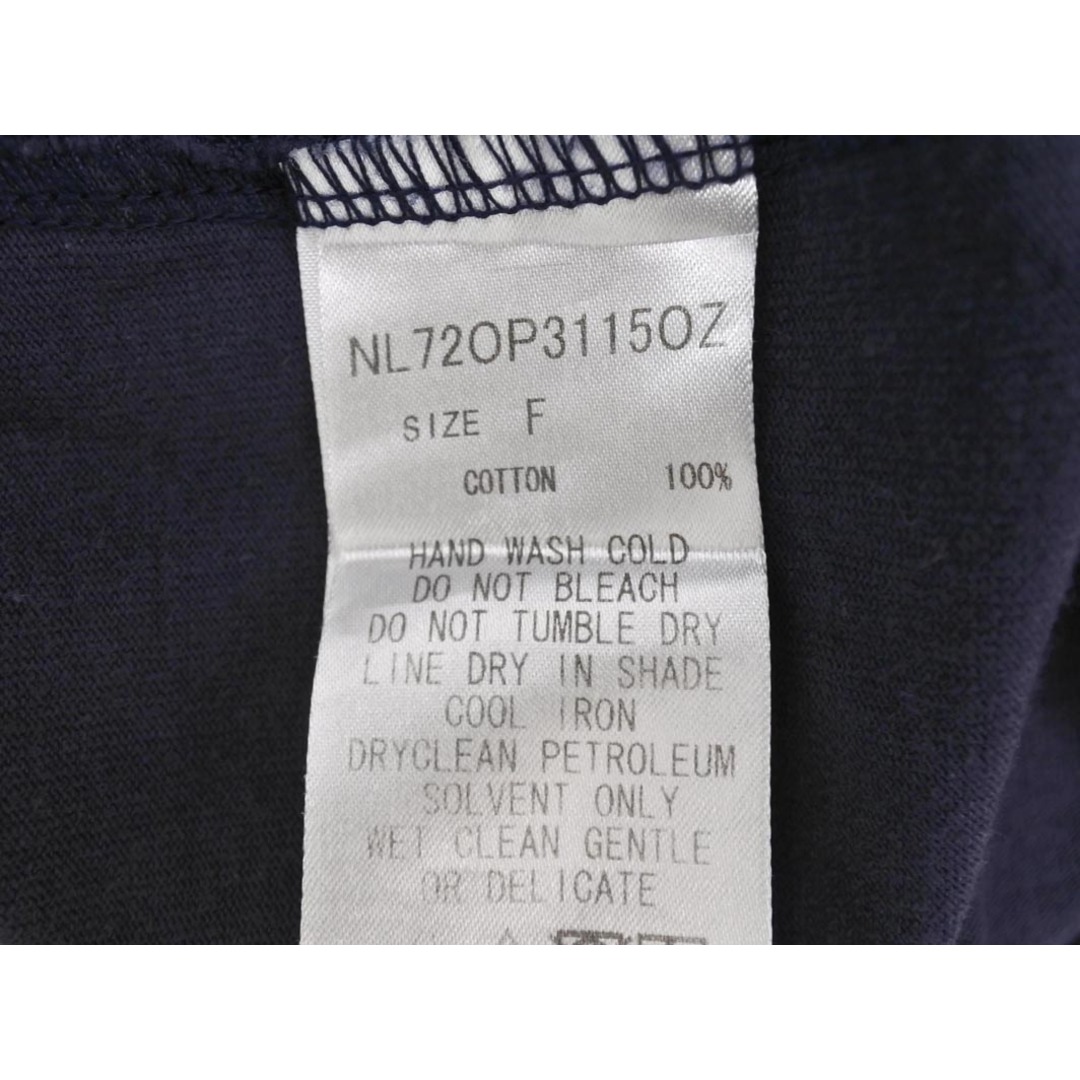 NL72OP3115OZ
SIZE F
COTTON 100%
HAND WASH COLD
DO NOT BLEACH
DO NOT TUMBLE DRY
LINE DRY IN SHADE
COOL IRON
DRYCLEAN PETROLEUM
SOLVENT ONLY
WET CLEAN GENTLE
OR DELICATE